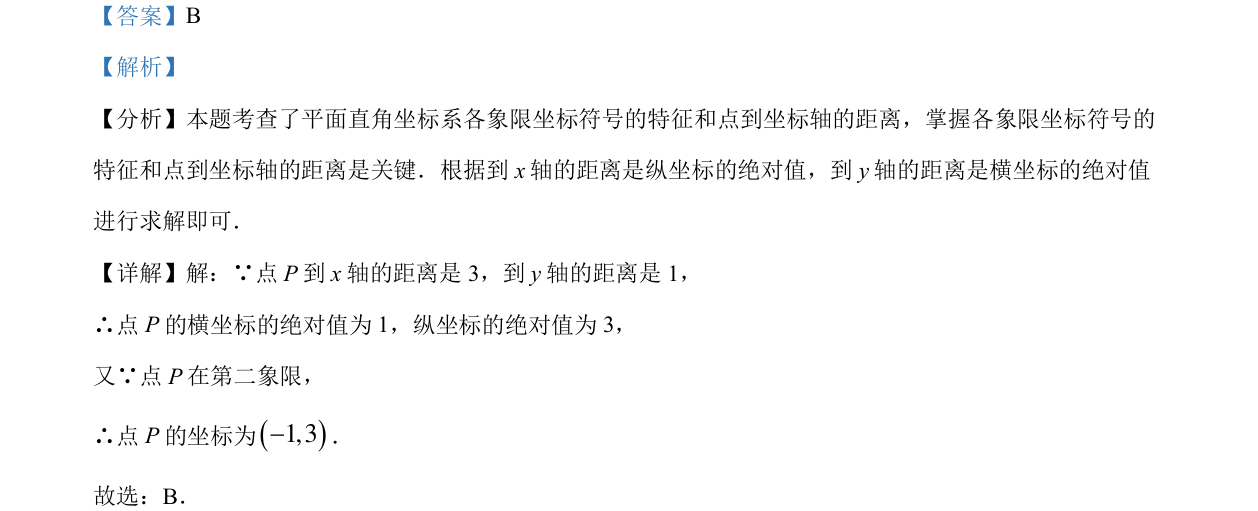 【答案】B
【解析】
【分析】本题考查了平面直角坐标系各象限坐标符号的特征和点到坐标轴的距离，掌握各象限坐标符号的
特征和点到坐标轴的距离是关键．根据到 x 轴的距离是纵坐标的绝对值，到 y 轴的距离是横坐标的绝对值
进行求解即可．
【详解】解：∵点 P 到 x 轴的距离是 3，到 y 轴的距离是 1，
∴点 P 的横坐标的绝对值为 1，纵坐标的绝对值为 3，
又∵点 P 在第二象限，
∴点 P 的坐标为(−1,3)．
故选：B．